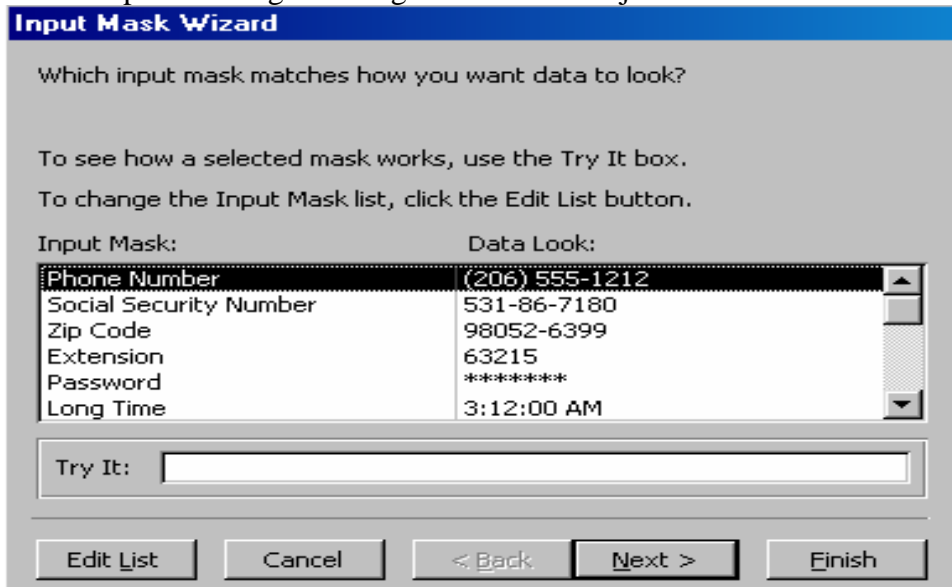 Input Mask Wizard
Which input mask matches how you want data to look?
To see how a selected mask works, use the Try It box.
To change the Input Mask list, click the Edit List button.
Input Mask: Data Look:
Phone Number (206) 555-1212
Social Security Number 531-86-7180
Zip Code 98052-6399
Extension 63215
Password *******
Long Time 3:12:00 AM
Try It:
Edit List Cancel < Back Next > Finish